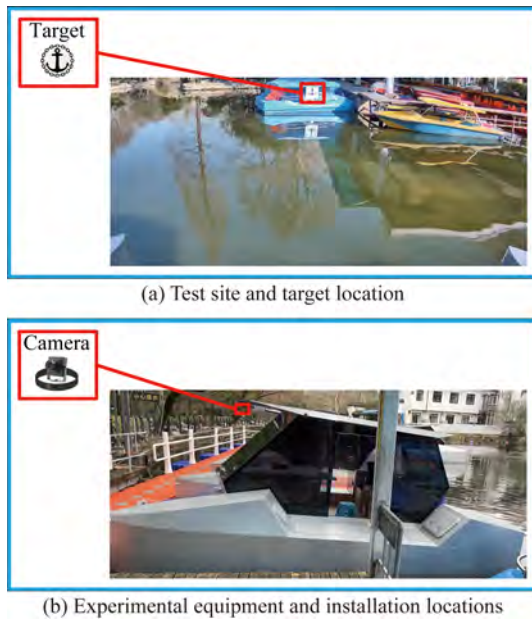 Target
(a) Test site and target location
Camera
(b) Experimental equipment and installation locations